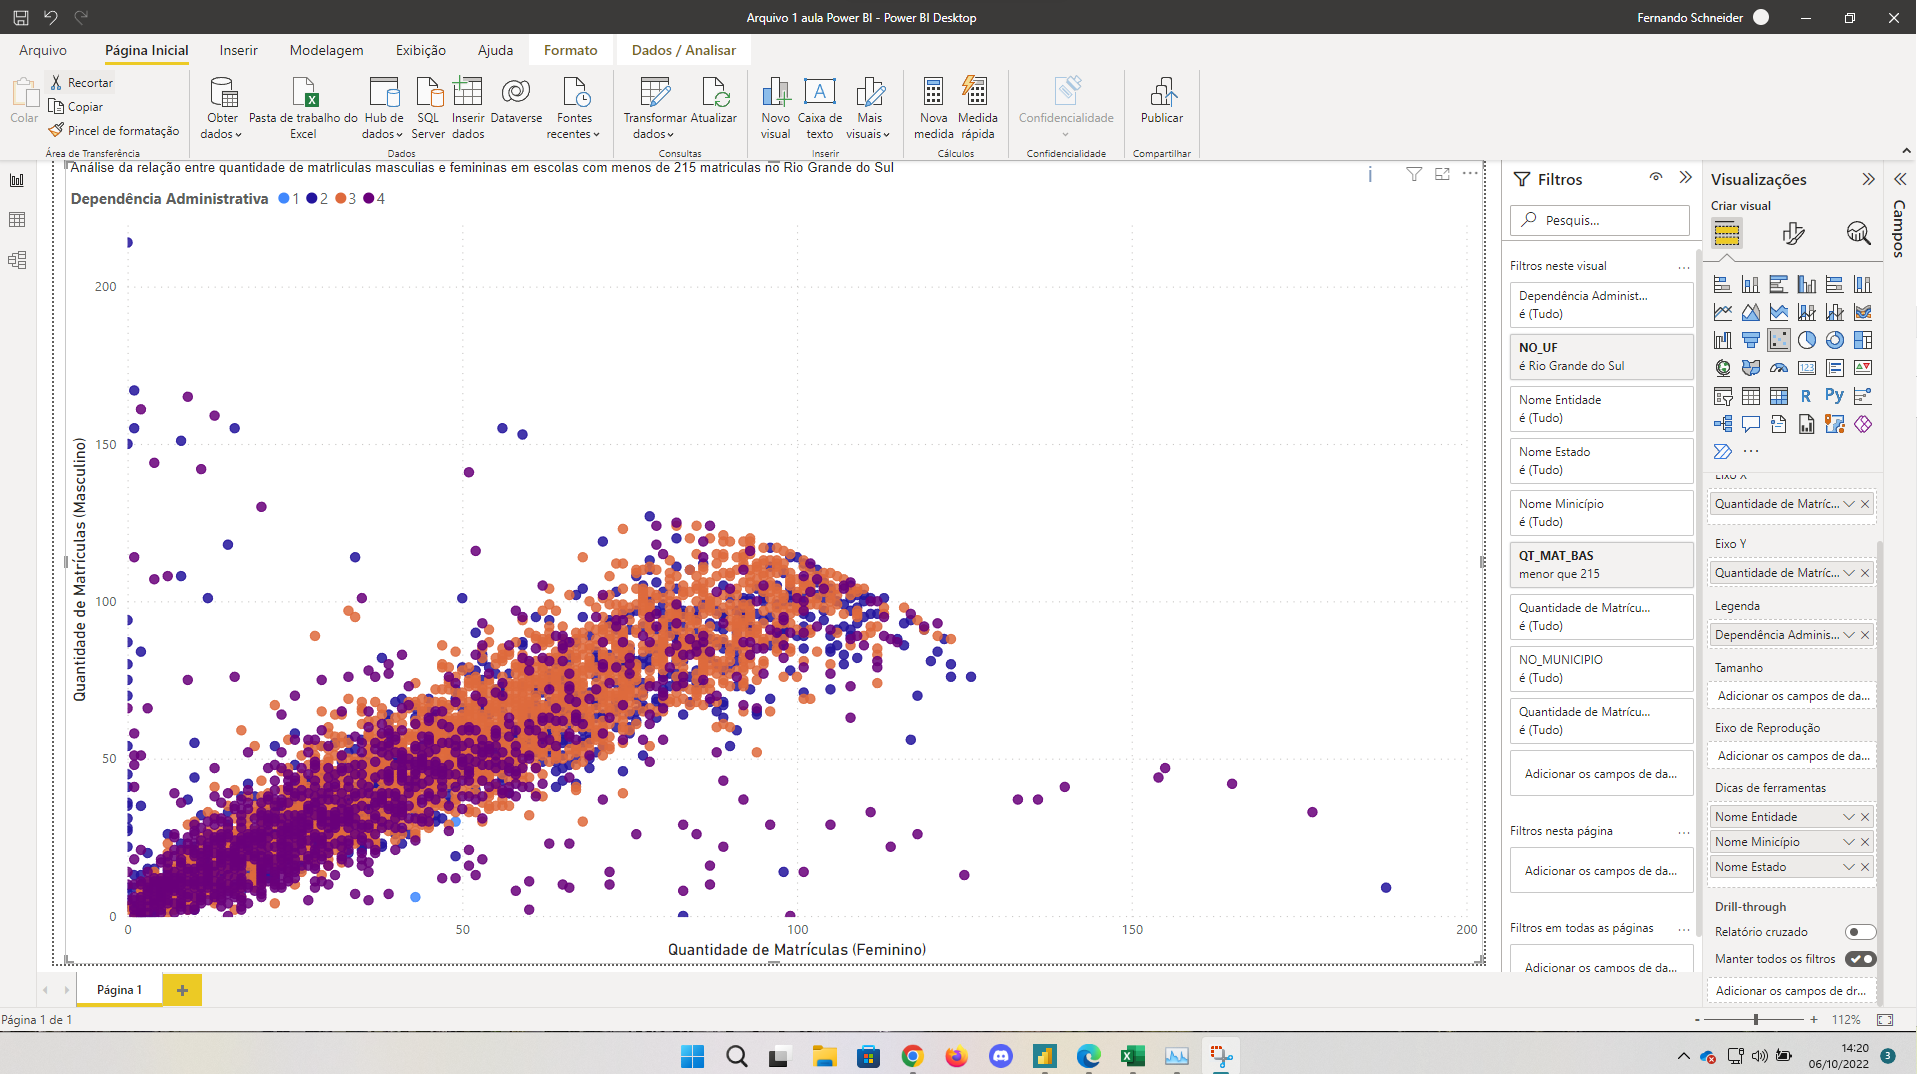 Arquivo 1 aula Power BI - Power BI Desktop
Fernando Schneider
Arquivo
Página Inicial
Inserir
Modelagem
Exibição
Ajuda
Formato
Dados / Analisar
Colar
Recortar
Copiar
Pincel de formatação
Área de Transferência
Obter dados
Pasta de trabalho do Excel
Hub de dados
SQL Server
Inserir dados
Dataverse
Fontes recentes
Dados
Transformar dados
Atualizar
Consultas
Novo visual
Caixa de texto
Mais visuais
Inserir
Nova medida
Medida rápida
Cálculos
Confidencialidade
Confidencialidade
Publicar
Compartilhar
Análise da relação entre quantidade de matrliculas masculias e femininas em escolas com menos de 215 matriculas no Rio Grande do Sul
Dependência Administrativa 1 2 3 4
Quantidade de Matrículas (Masculino)
200
150
100
50
0
0 50 100 150 200
Quantidade de Matrículas (Feminino)
Filtros
Pesquis...
Filtros neste visual ...
Dependência Administ...
é (Tudo)
NO_UF
é Rio Grande do Sul
Nome Entidade
é (Tudo)
Nome Estado
é (Tudo)
Nome Minicípio
é (Tudo)
QT_MAT_BAS
menor que 215
Quantidade de Matrícu...
é (Tudo)
NO_MUNICIPIO
é (Tudo)
Quantidade de Matrícu...
é (Tudo)
Adicionar os campos de da...
Filtros nesta página ...
Adicionar os campos de da...
Filtros em todas as páginas ...
Adicionar os campos de da...
Visualizações
Criar visual
R
Py
123
...
Eixo X
Quantidade de Matríc...
Eixo Y
Quantidade de Matríc...
Legenda
Dependência Adminis...
Tamanho
Adicionar os campos de da...
Eixo de Reprodução
Adicionar os campos de da...
Dicas de ferramentas
Nome Entidade
Nome Minicípio
Nome Estado
Drill-through
Relatório cruzado
Manter todos os filtros
Adicionar os campos de dr...
Campos
Página 1
+
Página 1 de 1
- + 112%
14:20
06/10/2022
3